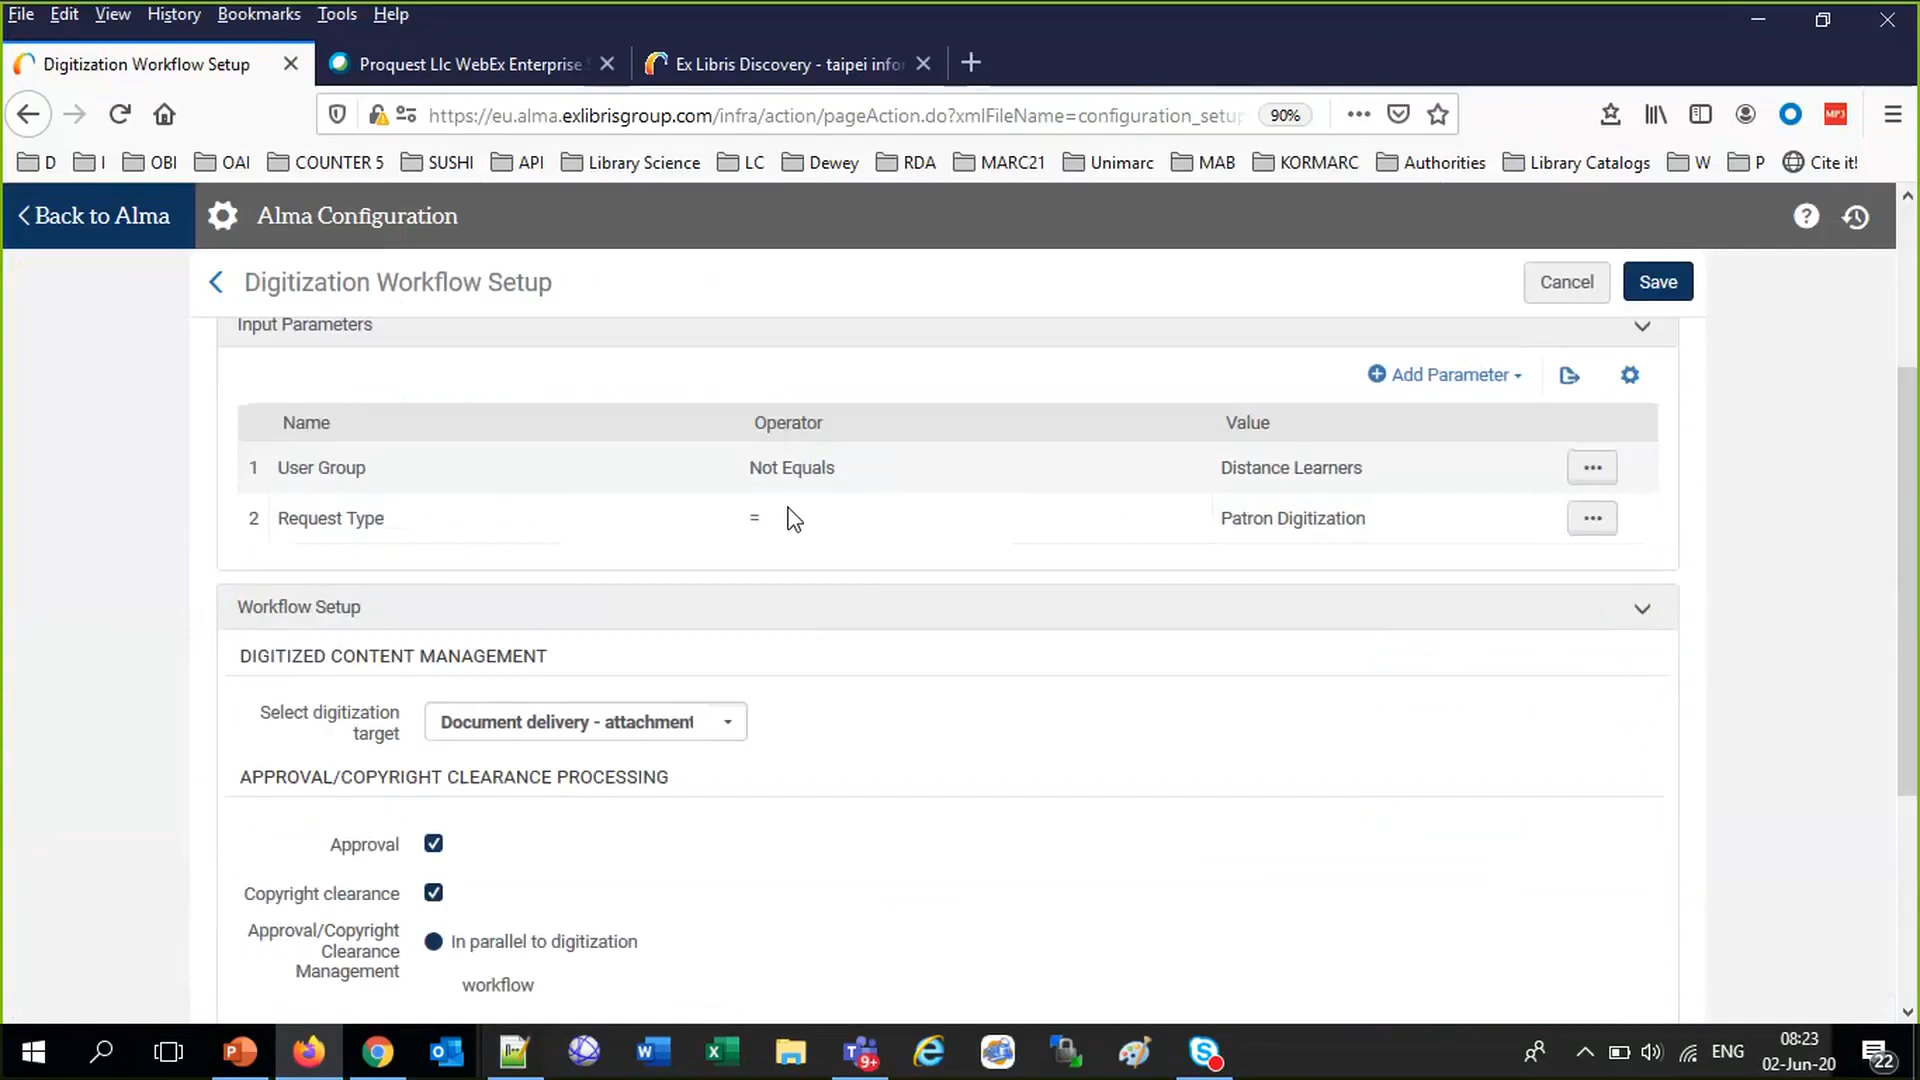 File Edit View History Bookmarks Tools Help
Digitization Workflow Setup
Proquest Llc WebEx Enterprise
Ex Libris Discovery - taipei infor
https://eu.alma.exlibrisgroup.com/infra/action/pageAction.do?xmlFileName=configuration_setup
90%
MP3
D I OBI OAI COUNTER 5 SUSHI API Library Science LC Dewey RDA MARC21 Unimarc MAB KORMARC Authorities Library Catalogs W P Cite it!
Back to Alma
Alma Configuration
Digitization Workflow Setup
Cancel
Save
Input Parameters
Add Parameter
Name Operator Value
1 User Group Not Equals Distance Learners
2 Request Type = Patron Digitization
Workflow Setup
DIGITIZED CONTENT MANAGEMENT
Select digitization
target
Document delivery - attachment
APPROVAL/COPYRIGHT CLEARANCE PROCESSING
Approval
Copyright clearance
Approval/Copyright
Clearance
Management
In parallel to digitization
workflow
9+
ENG
08:23
02-Jun-20
22